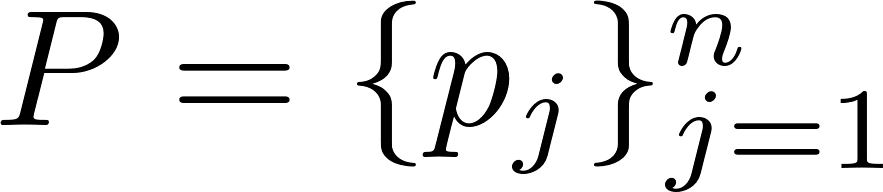 P = {p_j}_{j=1}^n